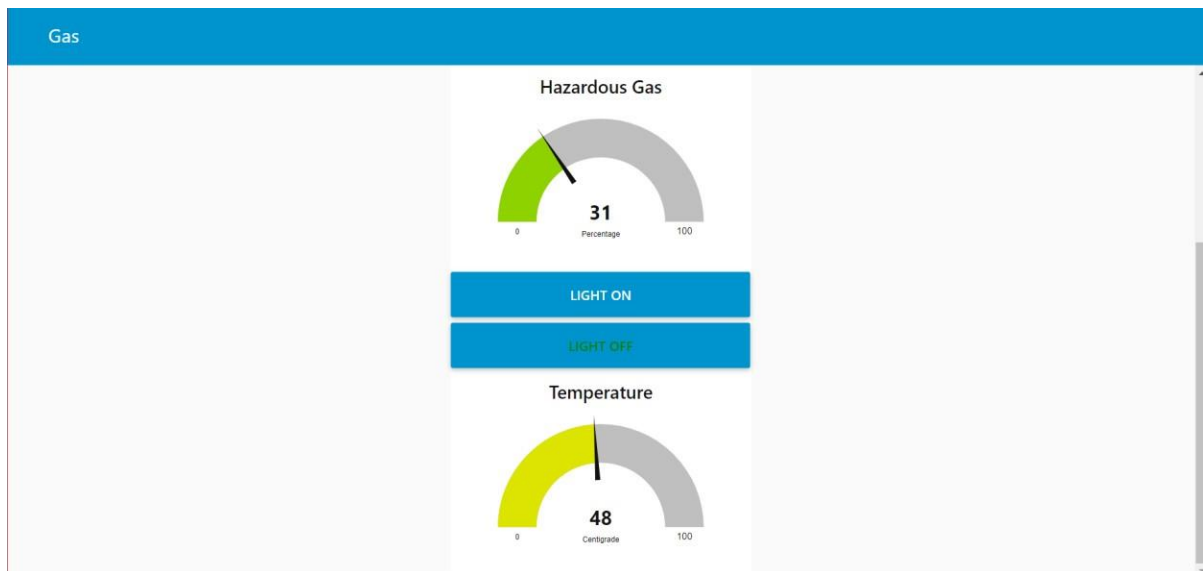 Gas
Hazardous Gas
31
Percentage
0
100
LIGHT ON
LIGHT OFF
Temperature
48
Centigrade
0
100